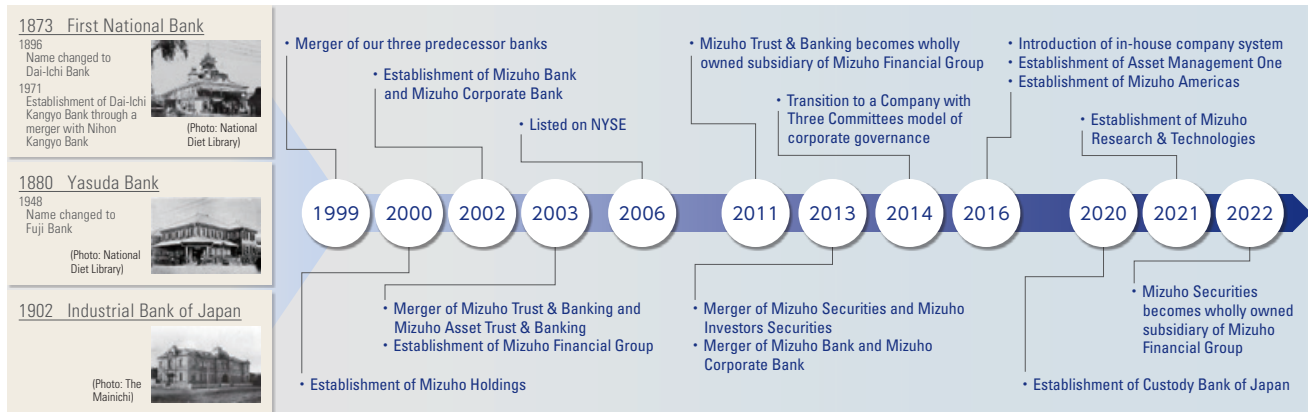 1873 First National Bank
1896
Name changed to
Dai-Ichi Bank
1971
Establishment of Dai-Ichi
Kangyo Bank through a
merger with Nihon
Kangyo Bank
(Photo: National
Diet Library)
1880 Yasuda Bank
1948
Name changed to
Fuji Bank
(Photo: National
Diet Library)
1902 Industrial Bank of Japan
(Photo: The
Mainichi)
• Merger of our three predecessor banks
• Establishment of Mizuho Bank
and Mizuho Corporate Bank
• Listed on NYSE
• Mizuho Trust & Banking becomes wholly
owned subsidiary of Mizuho Financial Group
• Transition to a Company with
Three Committees model of
corporate governance
• Introduction of in-house company system
• Establishment of Asset Management One
• Establishment of Mizuho Americas
• Establishment of Mizuho
Research & Technologies
1999 2000 2002 2003 2006 2011 2013 2014 2016 2020 2021 2022
• Merger of Mizuho Trust & Banking and
Mizuho Asset Trust & Banking
• Establishment of Mizuho Financial Group
• Establishment of Mizuho Holdings
• Merger of Mizuho Securities and Mizuho
Investors Securities
• Merger of Mizuho Bank and Mizuho
Corporate Bank
• Mizuho Securities
becomes wholly owned
subsidiary of Mizuho
Financial Group
• Establishment of Custody Bank of Japan